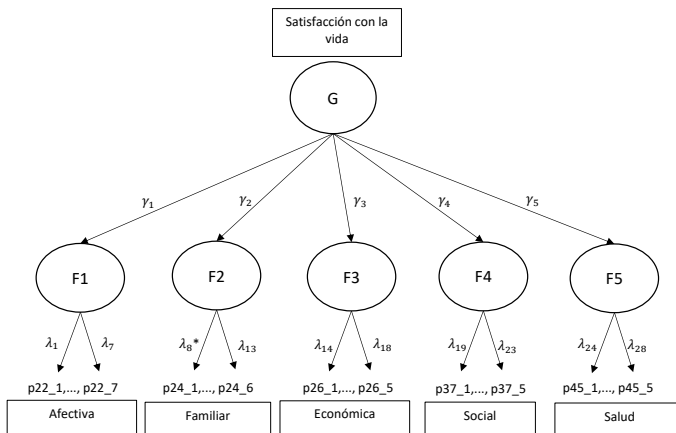 Satisfacción con la
vida
G
γ₁ γ₂ γ₃ γ₄ γ₅
F1 F2 F3 F4 F5
λ₁ λ₇ λ₈* λ₁₃ λ₁₄ λ₁₈ λ₁₉ λ₂₃ λ₂₄ λ₂₈
p22_1,..., p22_7 p24_1,..., p24_6 p26_1,..., p26_5 p37_1,..., p37_5 p45_1,..., p45_5
Afectiva Familiar Económica Social Salud